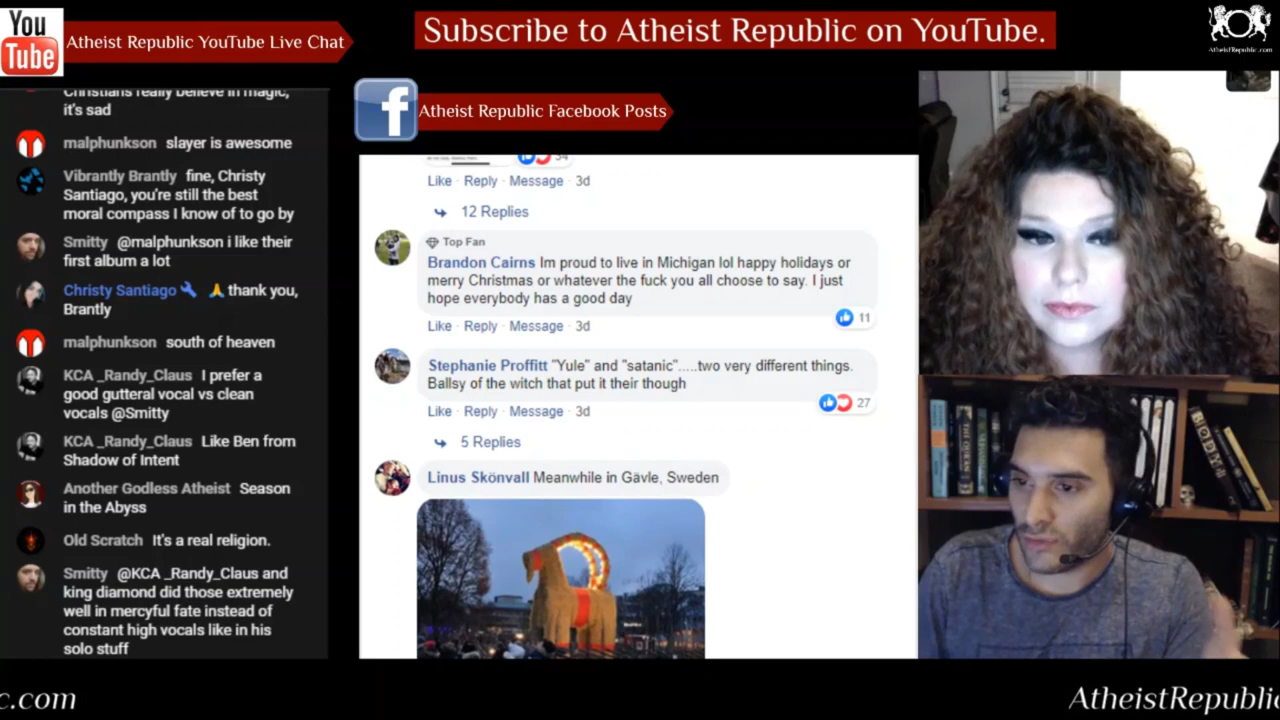 You
Tube
Atheist Republic YouTube Live Chat
Subscribe to Atheist Republic on YouTube.
AtheistRepublic.com
Christians really believe in magic,
it's sad
malphunkson slayer is awesome
Vibrantly Brantly fine, Christy
Santiago, you're still the best
moral compass I know of to go by
Smitty @malphunkson i like their
first album a lot
Christy Santiago 🔧 🙏 thank you,
Brantly
malphunkson south of heaven
KCA _Randy_Claus I prefer a
good gutteral vocal vs clean
vocals @Smitty
KCA _Randy_Claus Like Ben from
Shadow of Intent
Another Godless Atheist Season
in the Abyss
Old Scratch It's a real religion.
Smitty @KCA _Randy_Claus and
king diamond did those extremely
well in mercyful fate instead of
constant high vocals like in his
solo stuff
f
Atheist Republic Facebook Posts
34
Like · Reply · Message · 3d
12 Replies
Top Fan
Brandon Cairns Im proud to live in Michigan lol happy holidays or
merry Christmas or whatever the fuck you all choose to say. I just
hope everybody has a good day
11
Like · Reply · Message · 3d
Stephanie Proffitt "Yule" and "satanic".....two very different things.
Ballsy of the witch that put it their though
27
Like · Reply · Message · 3d
5 Replies
Linus Skönvall Meanwhile in Gävle, Sweden
THE QURAN
BODY
c.com
AtheistRepublic